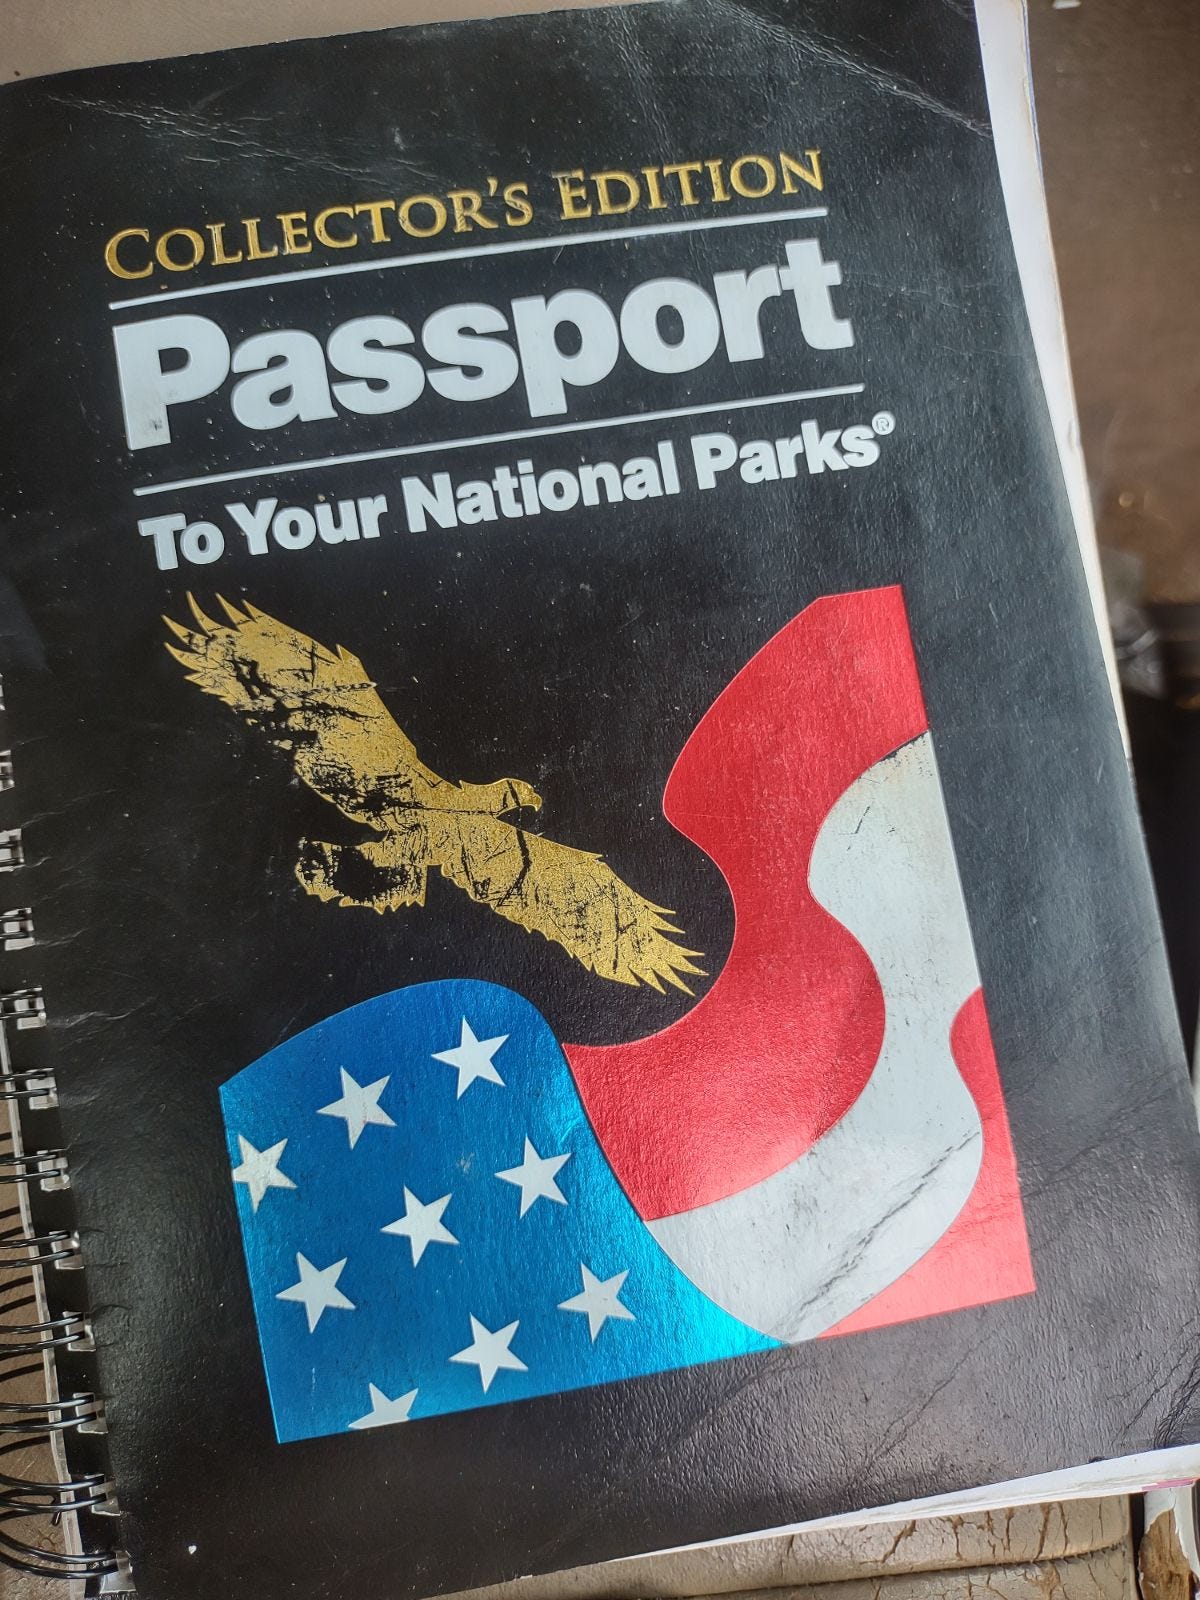 COLLECTOR'S EDITION
Passport
To Your National Parks®